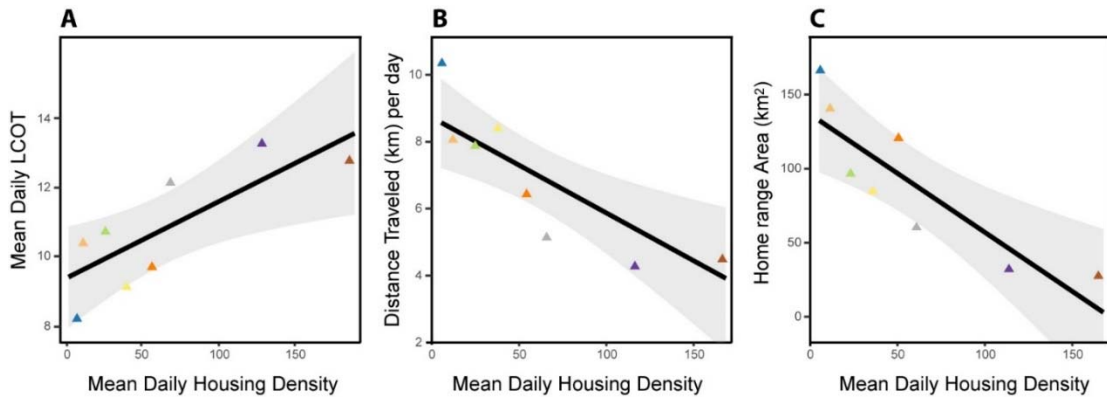 A
Mean Daily LCOT
14
12
10
8
0
50
100
150
Mean Daily Housing Density
B
Distance Traveled (km) per day
10
8
6
4
2
0
50
100
150
Mean Daily Housing Density
C
Home range Area (km²)
150
100
50
0
0
50
100
150
Mean Daily Housing Density